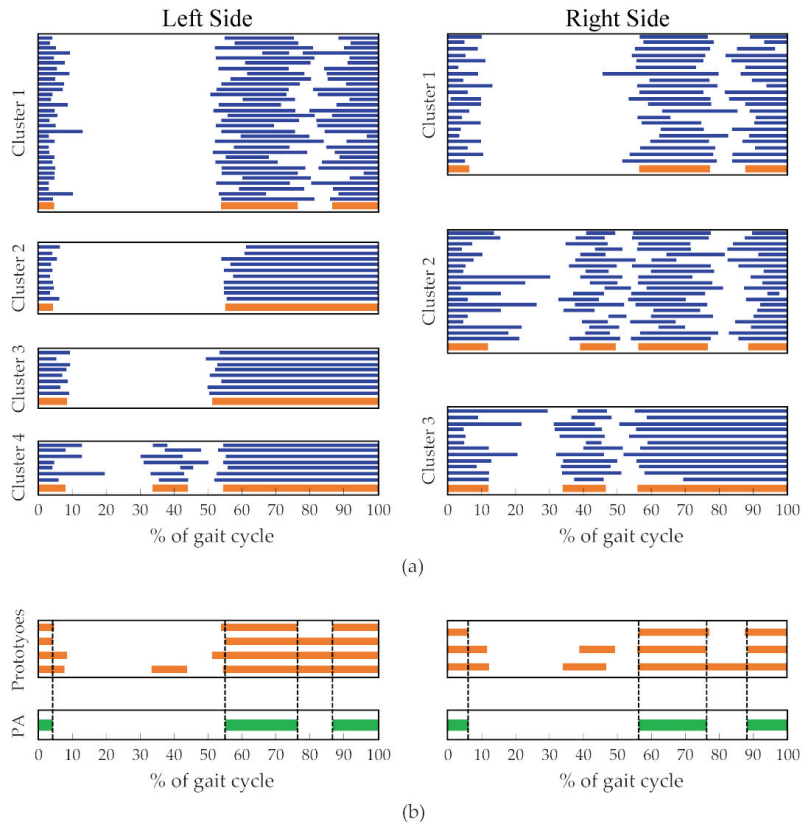 Left Side
Right Side
Cluster 1
Cluster 2
Cluster 3
Cluster 4
0 10 20 30 40 50 60 70 80 90 100
% of gait cycle
Cluster 1
Cluster 2
Cluster 3
0 10 20 30 40 50 60 70 80 90 100
% of gait cycle
(a)
Prototyoes
PA
0 10 20 30 40 50 60 70 80 90 100
% of gait cycle
0 10 20 30 40 50 60 70 80 90 100
% of gait cycle
(b)